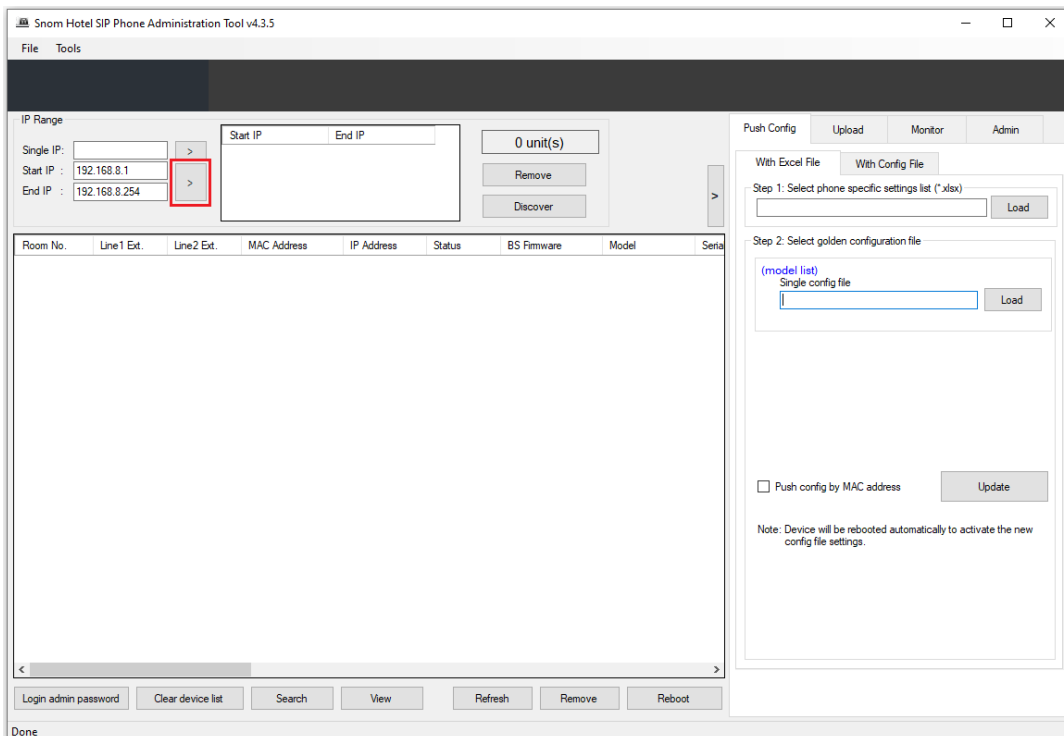 Snom Hotel SIP Phone Administration Tool v4.3.5
File Tools
IP Range
Single IP: >
Start IP : 192.168.8.1
End IP : 192.168.8.254
>
Start IP End IP
0 unit(s)
Remove
Discover
>
Room No. Line1 Ext. Line2 Ext. MAC Address IP Address Status BS Firmware Model Seria
Login admin password Clear device list Search View Refresh Remove Reboot
Push Config Upload Monitor Admin
With Excel File With Config File
Step 1: Select phone specific settings list (*.xlsx)
Load
Step 2: Select golden configuration file
(model list)
Single config file
Load
Push config by MAC address Update
Note: Device will be rebooted automatically to activate the new
config file settings.
Done